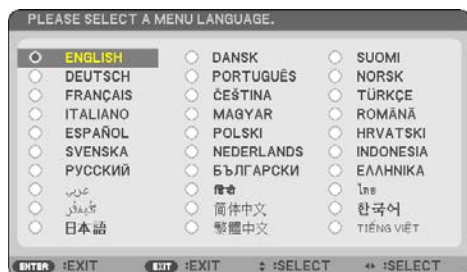 PLEASE SELECT A MENU LANGUAGE.
ENGLISH DANSK SUOMI
DEUTSCH PORTUGUÊS NORSK
FRANÇAIS ČEŠTINA TÜRKÇE
ITALIANO MAGYAR ROMÂNĂ
ESPAÑOL POLSKI HRVATSKI
SVENSKA NEDERLANDS INDONESIA
РУССКИЙ БЪЛГАРСКИ ΕΛΛΗΝΙΚΑ
عربي हिन्दी ไทย
简体中文 한국어
日本語 繁體中文 TIẾNG VIỆT
ENTER :EXIT EXIT :EXIT :SELECT :SELECT